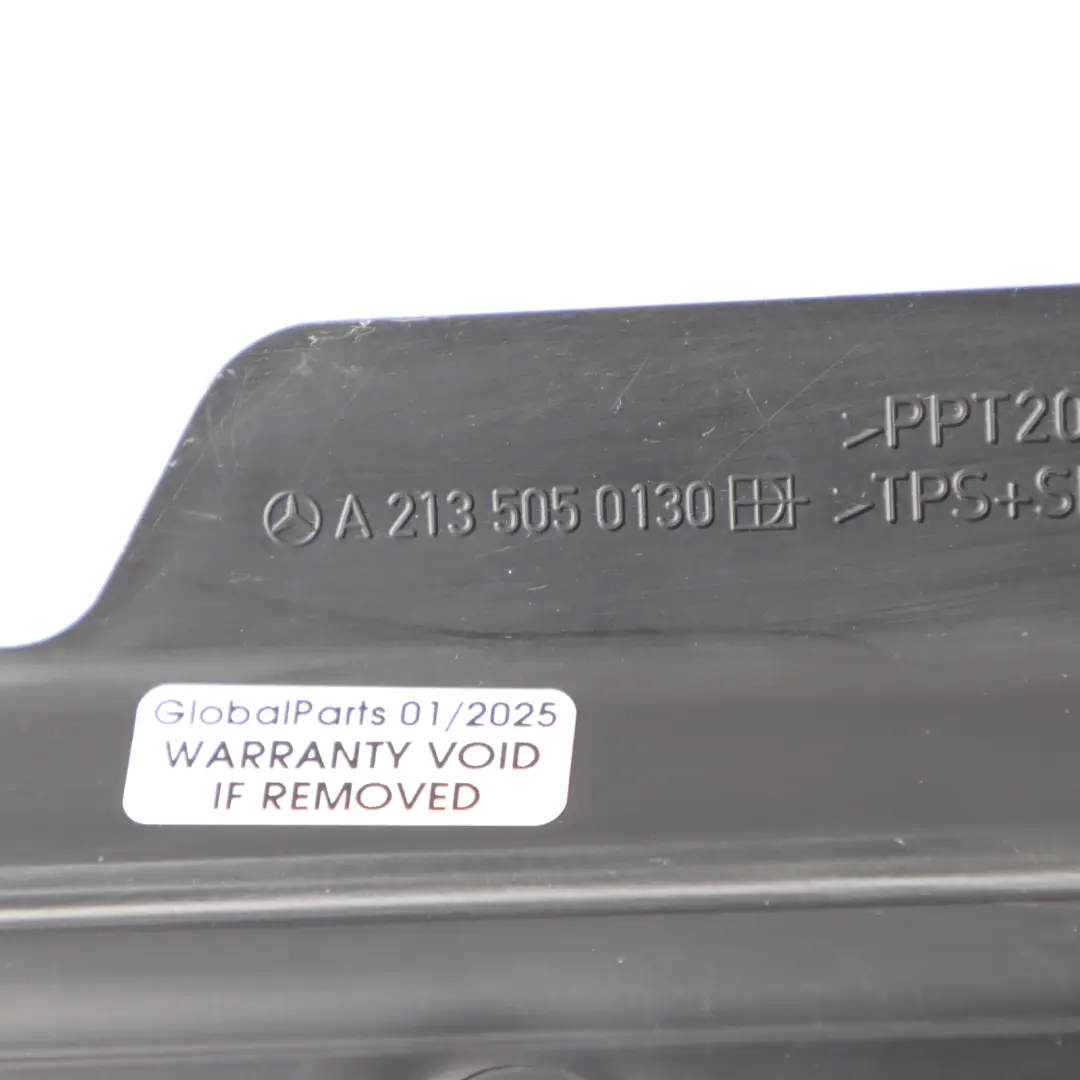 >PPT20
A 213 505 0130 >TPS+S
GlobalParts 01/2025
WARRANTY VOID
IF REMOVED